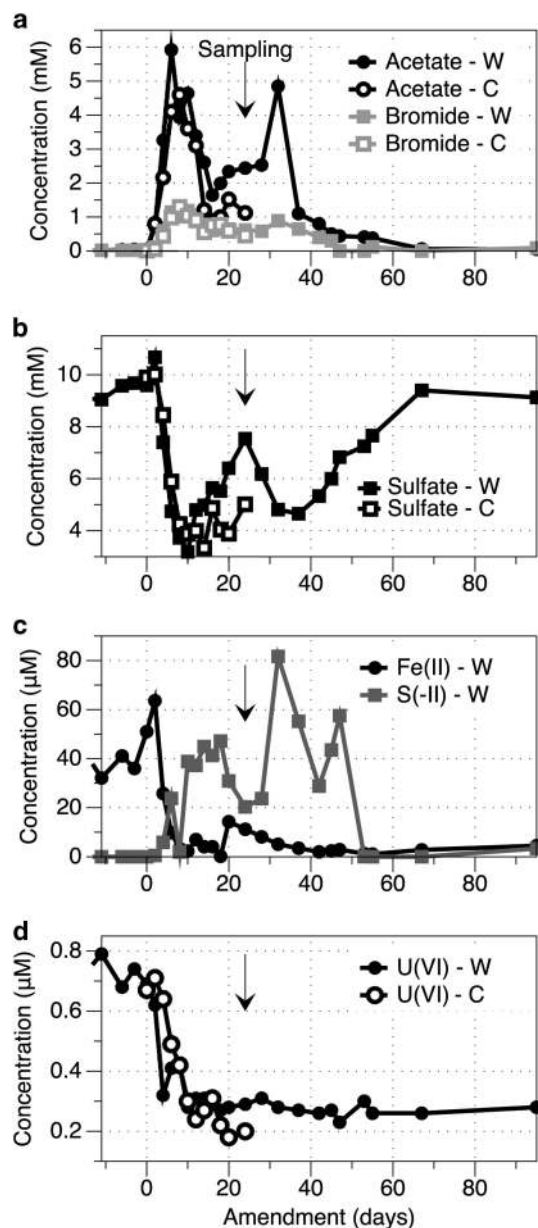 a
Sampling
Acetate - W
Acetate - C
Bromide - W
Bromide - C
Concentration (mM)
6
5
4
3
2
1
0
0 20 40 60 80
b
Concentration (mM)
10
8
6
4
Sulfate - W
Sulfate - C
0 20 40 60 80
c
Concentration (µM)
80
60
40
20
0
Fe(II) - W
S(-II) - W
0 20 40 60 80
d
Concentration (µM)
0.8
0.6
0.4
0.2
U(VI) - W
U(VI) - C
0 20 40 60 80
Amendment (days)